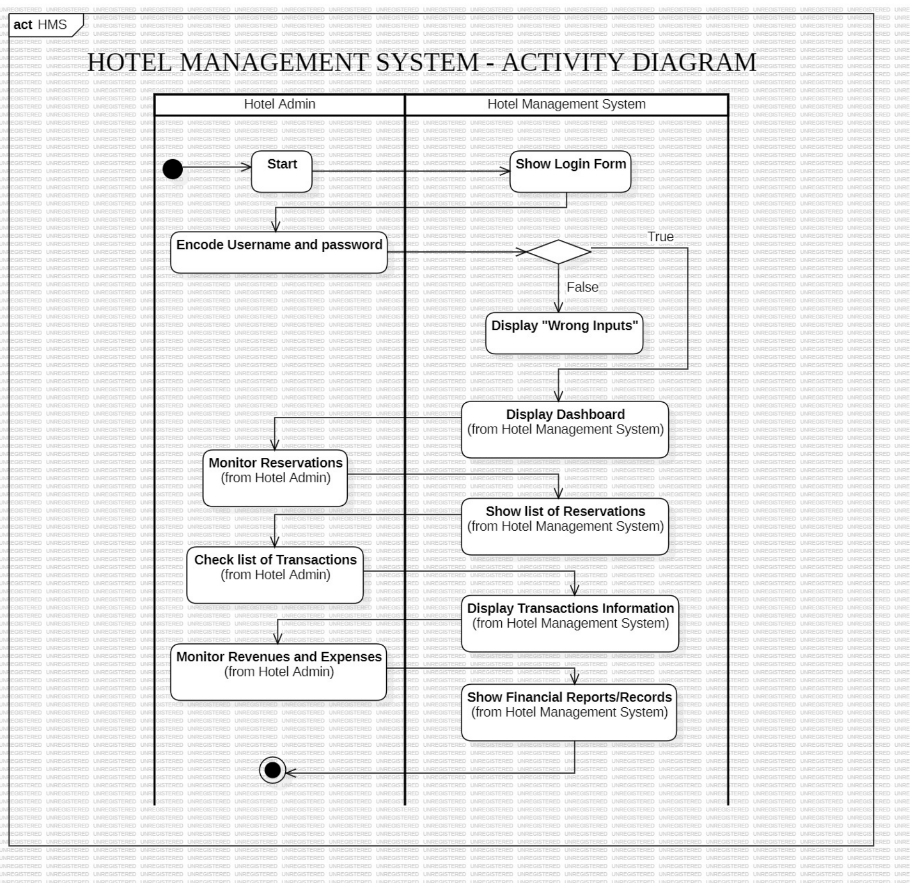 act HMS
HOTEL MANAGEMENT SYSTEM - ACTIVITY DIAGRAM
Hotel Admin
Hotel Management System
Start
Show Login Form
Encode Username and password
True
False
Display "Wrong Inputs"
Display Dashboard
(from Hotel Management System)
Monitor Reservations
(from Hotel Admin)
Show list of Reservations
(from Hotel Management System)
Check list of Transactions
(from Hotel Admin)
Display Transactions Information
(from Hotel Management System)
Monitor Revenues and Expenses
(from Hotel Admin)
Show Financial Reports/Records
(from Hotel Management System)
UNREGISTERED